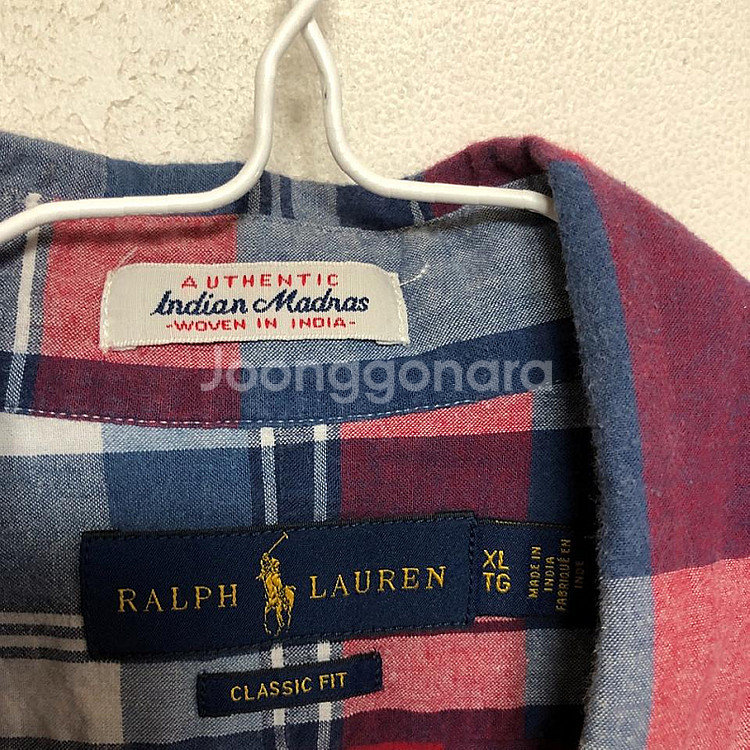 AUTHENTIC
Indian Madras
-WOVEN IN INDIA-
Joonggonara
RALPH LAUREN
XL
TG
MADE IN
INDIA
FABRIQUÉ EN
INDE
CLASSIC FIT